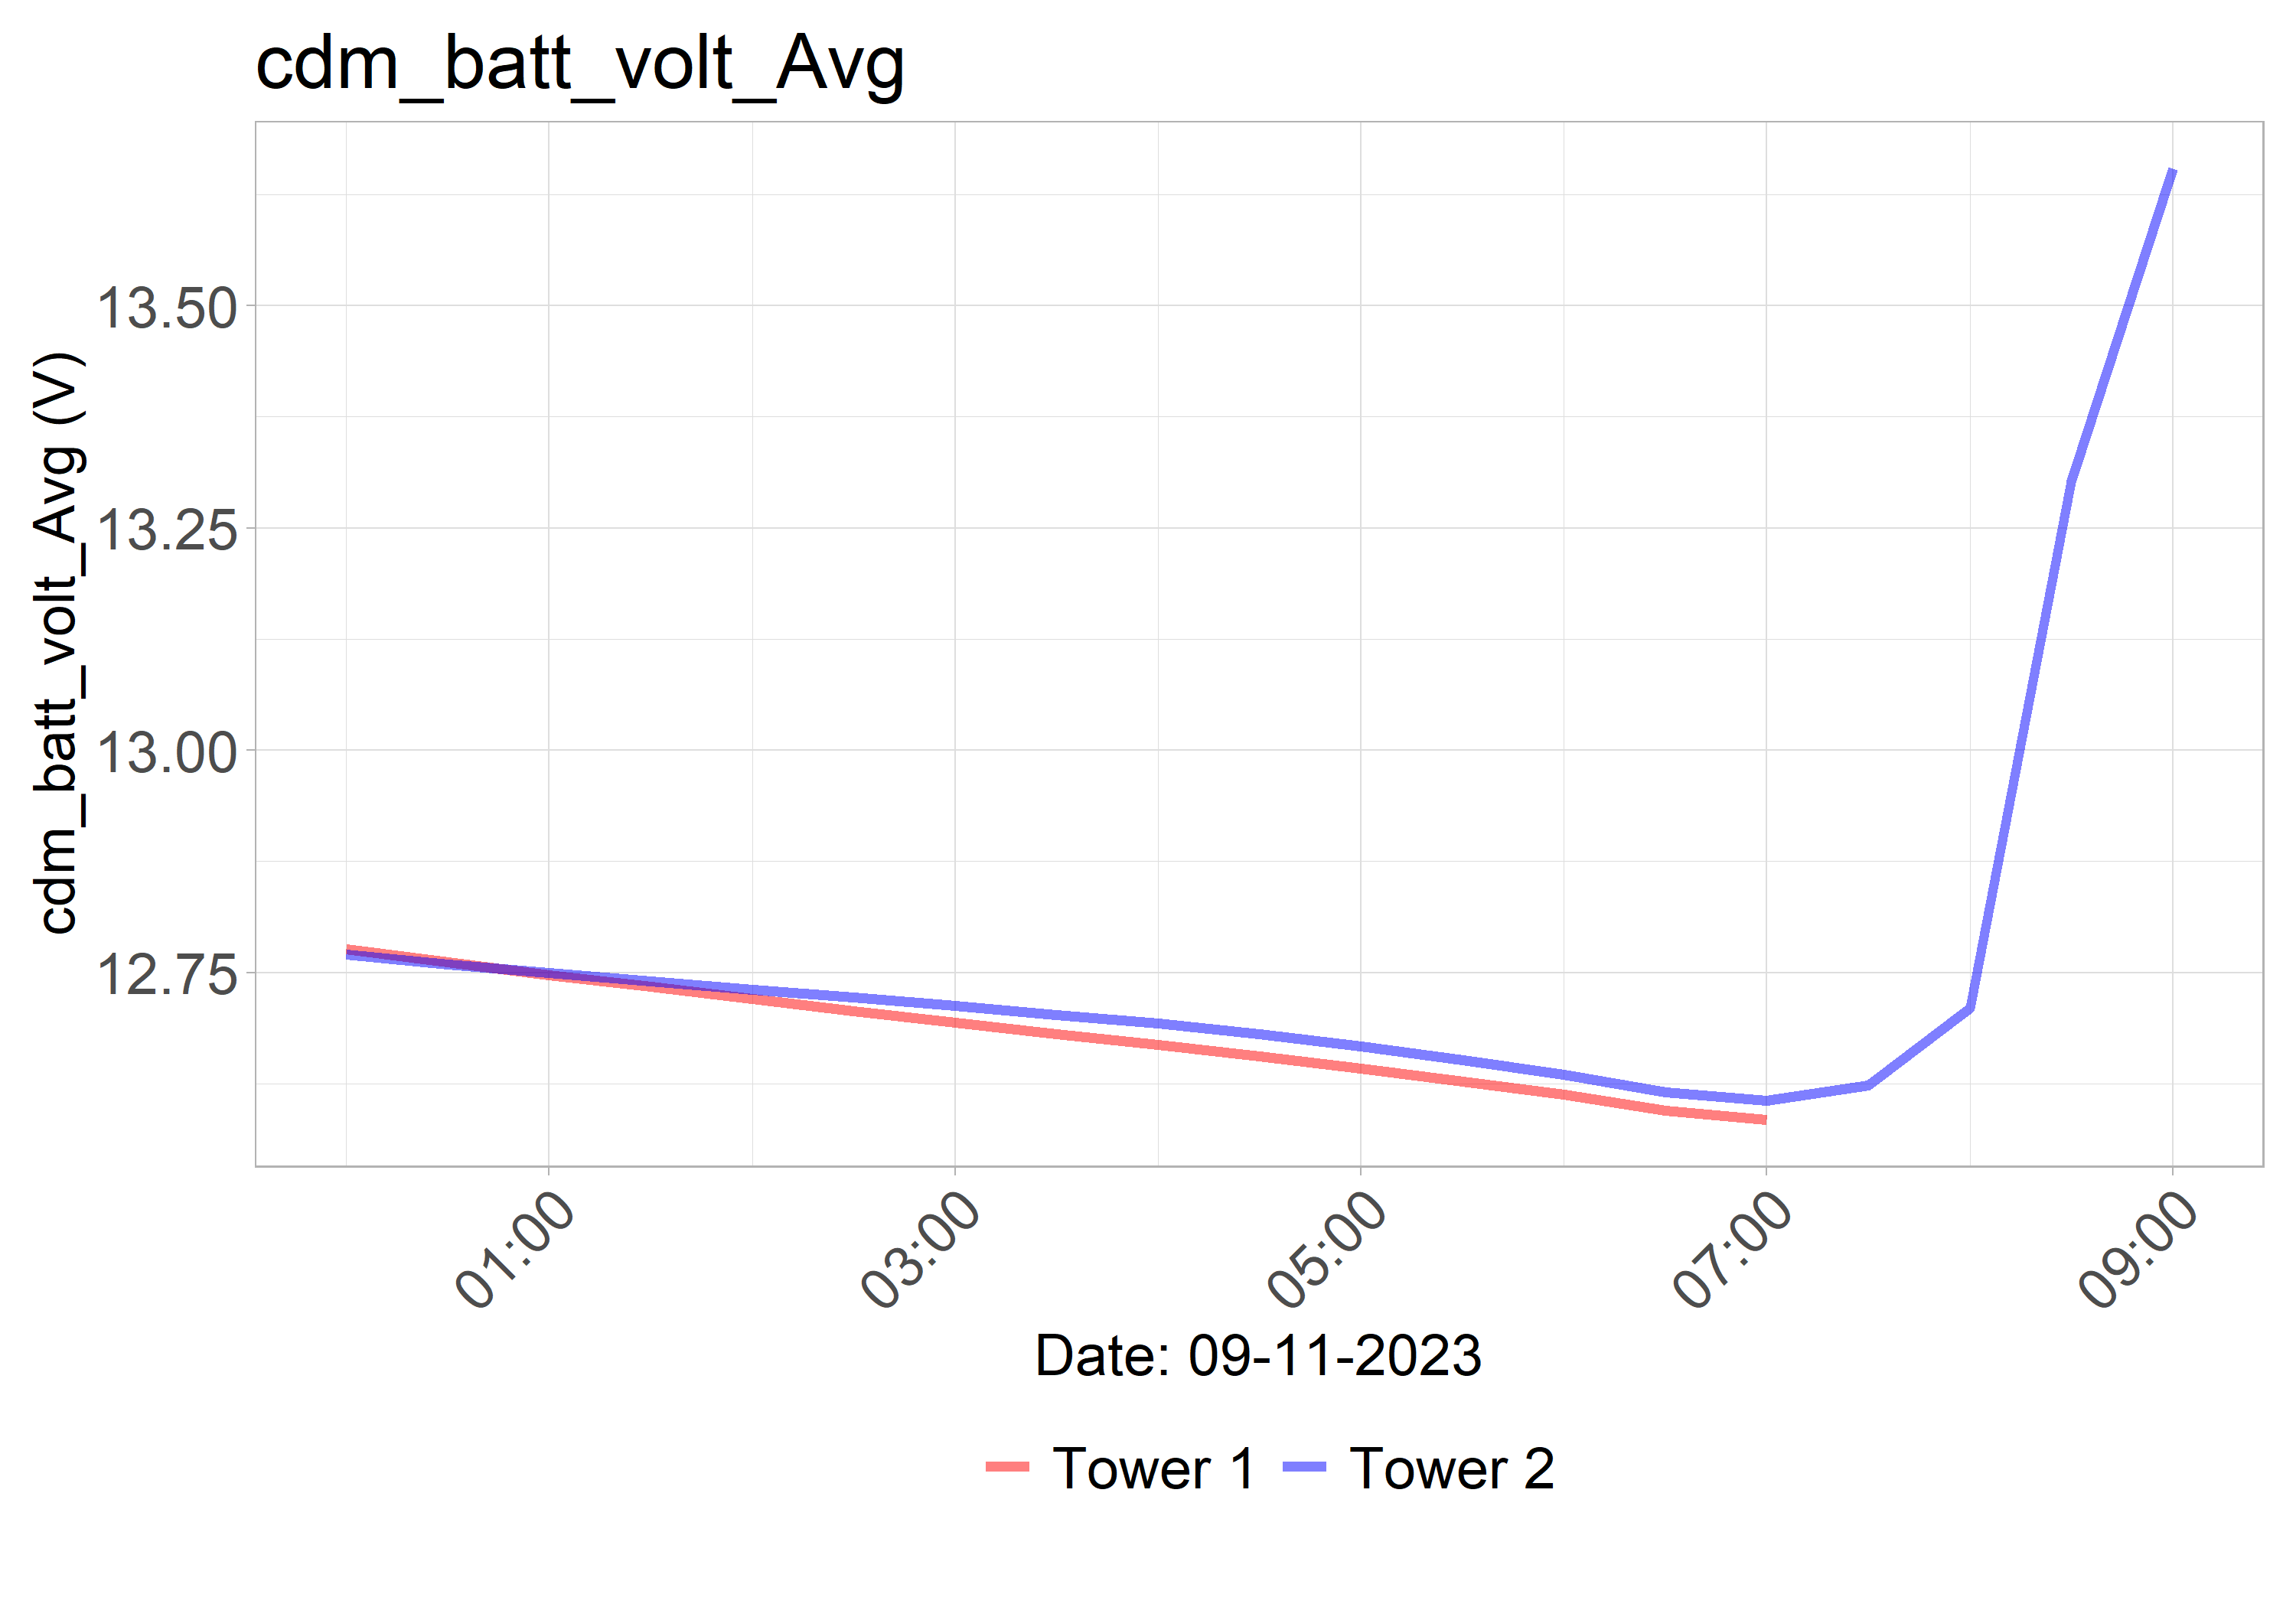 cdm_batt_volt_Avg
cdm_batt_volt_Avg (V)
13.50
13.25
13.00
12.75
01:00
03:00
05:00
07:00
09:00
Date: 09-11-2023
Tower 1
Tower 2